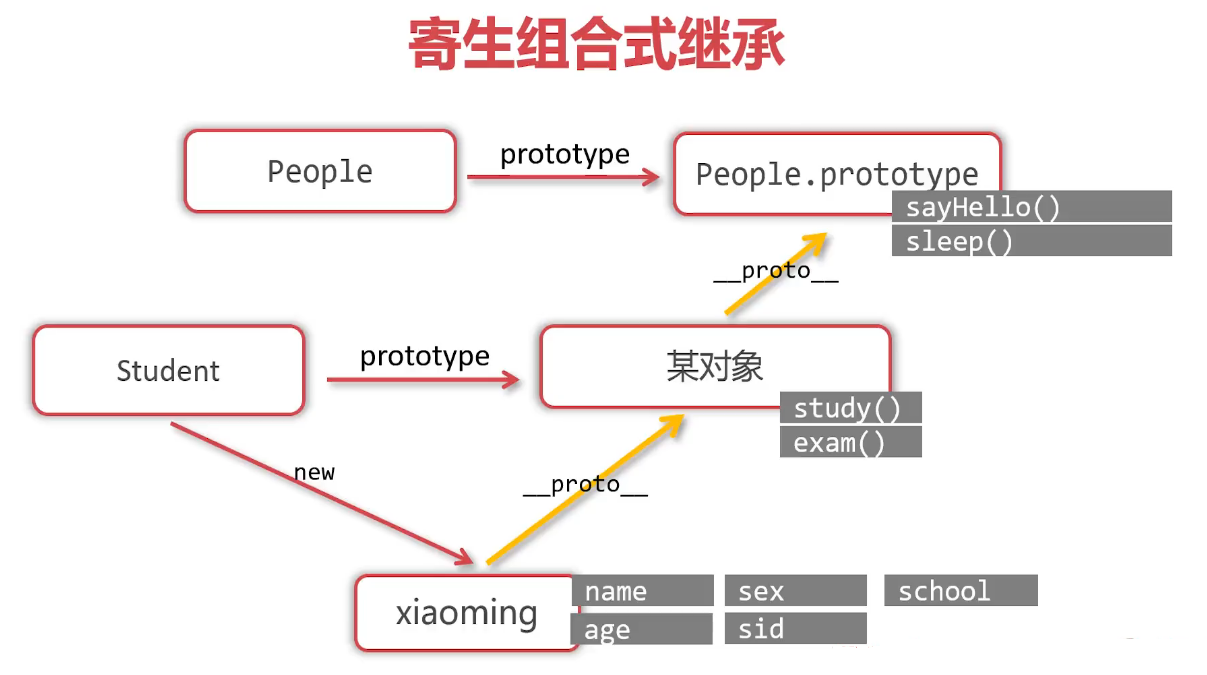 寄生组合式继承
People
prototype
People.prototype
sayHello()
sleep()
__proto__
Student
prototype
某对象
study()
exam()
new
__proto__
xiaoming
name
sex
school
age
sid